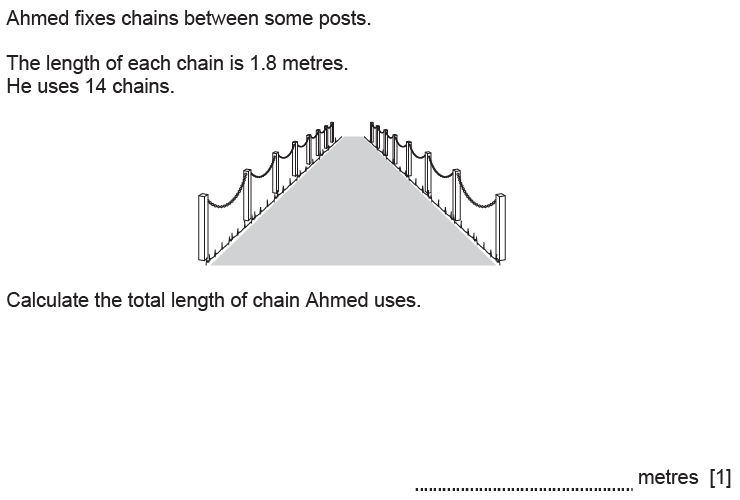 Ahmed fixes chains between some posts.
The length of each chain is 1.8 metres.
He uses 14 chains.
Calculate the total length of chain Ahmed uses.
metres [1]